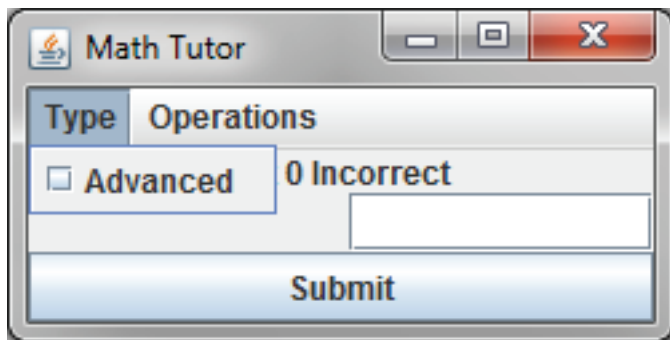 Math Tutor
Type Operations
Advanced 0 Incorrect
Submit